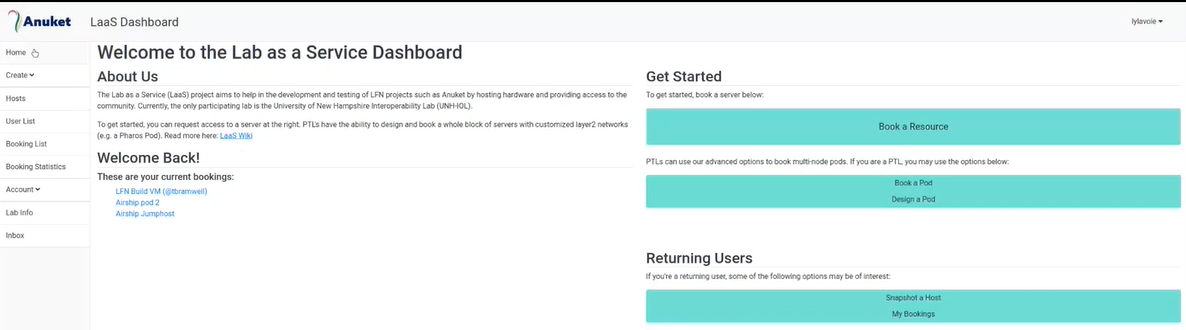 Anuket
LaaS Dashboard
lylavoie
Home
Create
Hosts
User List
Booking List
Booking Statistics
Account
Lab Info
Inbox
Welcome to the Lab as a Service Dashboard
About Us
The Lab as a Service (LaaS) project aims to help in the development and testing of LFN projects such as Anuket by hosting hardware and providing access to the
community. Currently, the only participating lab is the University of New Hampshire Interoperability Lab (UNH-IOL).
To get started, you can request access to a server at the right. PTL's have the ability to design and book a whole block of servers with customized layer2 networks
(e.g. a Pharos Pod). Read more here: LaaS Wiki
Welcome Back!
These are your current bookings:
LFN Build VM (@tbramwell)
Airship pod 2
Airship Jumphost
Get Started
To get started, book a server below:
Book a Resource
PTLs can use our advanced options to book multi-node pods. If you are a PTL, you may use the options below:
Book a Pod
Design a Pod
Returning Users
If you're a returning user, some of the following options may be of interest:
Snapshot a Host
My Bookings